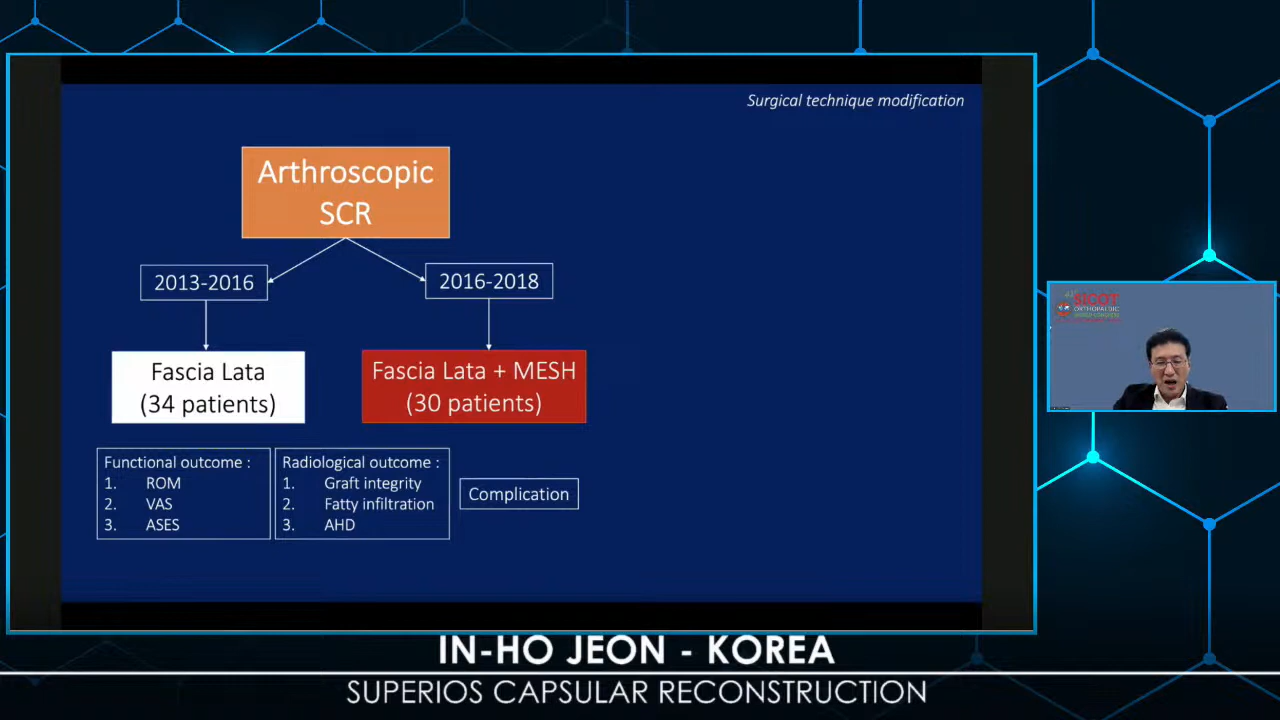 Surgical technique modification
Arthroscopic
SCR
2013-2016
2016-2018
Fascia Lata
(34 patients)
Fascia Lata + MESH
(30 patients)
Functional outcome :
1. ROM
2. VAS
3. ASES
Radiological outcome :
1. Graft integrity
2. Fatty infiltration
3. AHD
Complication
SICOT
ORTHOPAEDIC
IN-HO JEON - KOREA
SUPERIOS CAPSULAR RECONSTRUCTION